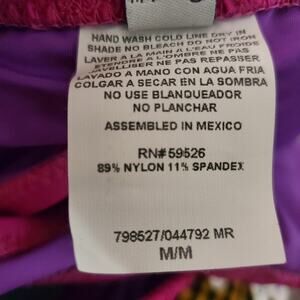 HAND WASH COLD LINE DRY IN
SHADE NO BLEACH DO NOT IRON
LAVER A LA MAIN A L'EAU FROIDE
ETENDRE A L'OMBRE NE PAS
NE PAS REPASSER
LAVADO A MANO CON AGUA FRIA
COLGAR A SECAR EN LA SOMBRA
NO USE BLANQUEADOR
NO PLANCHAR
ASSEMBLED IN MEXICO
RN#59526
89% NYLON 11% SPANDEX
798527/044792 MR
M/M